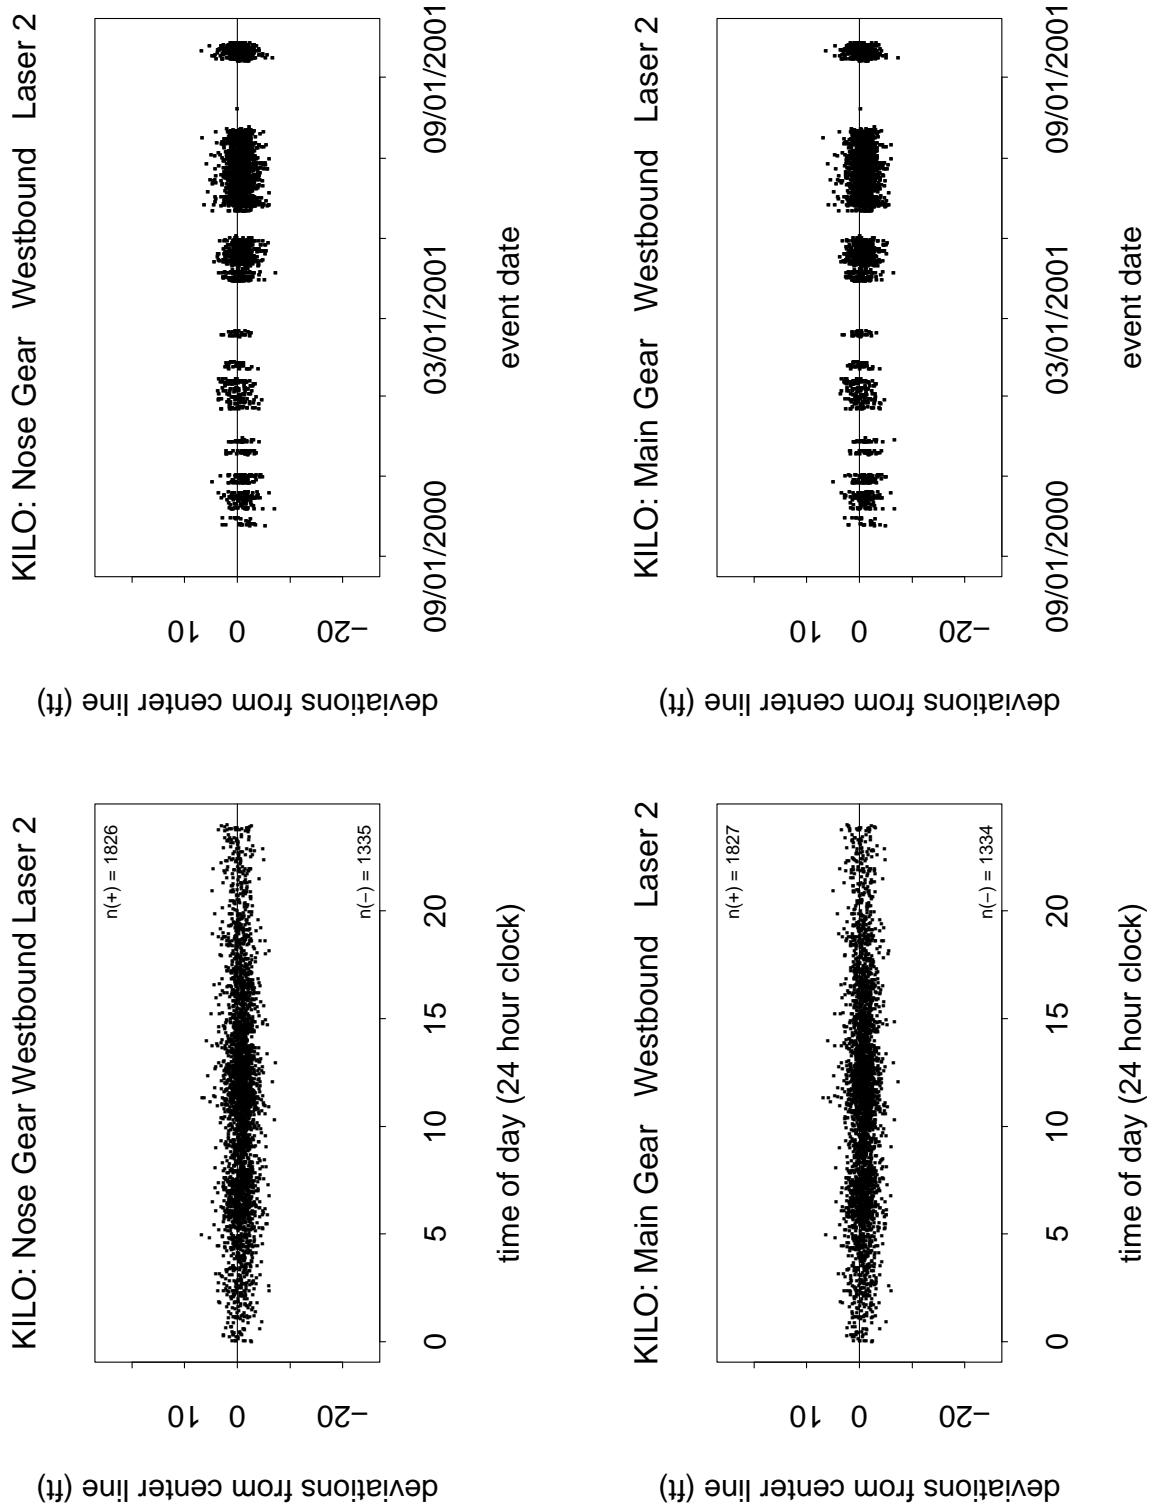 KILO: Nose Gear Westbound Laser 2
n(+) = 1826
n(−) = 1335
deviations from center line (ft)
10
0
−20
0 5 10 15 20
time of day (24 hour clock)
KILO: Nose Gear Westbound Laser 2
deviations from center line (ft)
10
0
−20
09/01/2000 03/01/2001 09/01/2001
event date
KILO: Main Gear Westbound Laser 2
n(+) = 1827
n(−) = 1334
deviations from center line (ft)
10
0
−20
0 5 10 15 20
time of day (24 hour clock)
KILO: Main Gear Westbound Laser 2
deviations from center line (ft)
10
0
−20
09/01/2000 03/01/2001 09/01/2001
event date